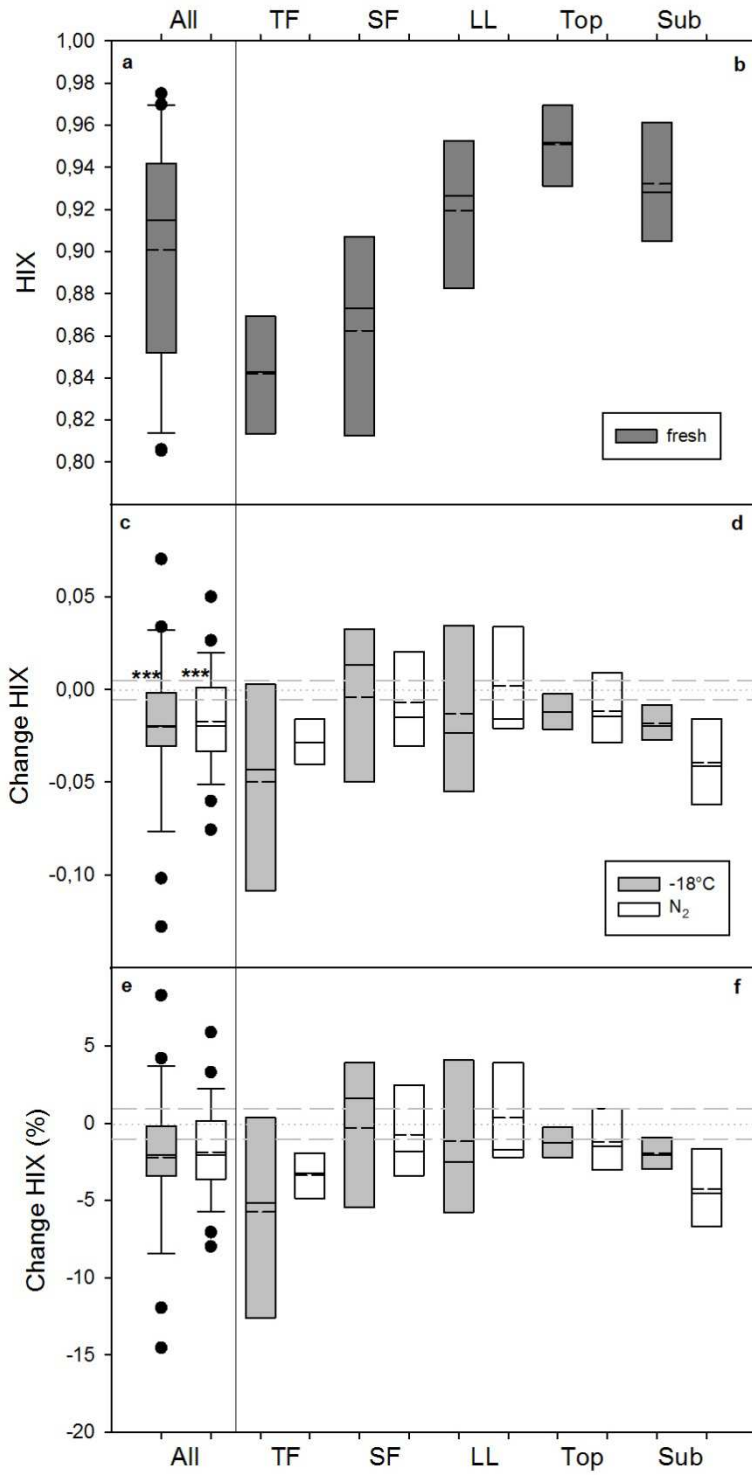 All TF SF LL Top Sub
a b
1,00
0,98
0,96
0,94
0,92
0,90
0,88
0,86
0,84
0,82
0,80
HIX
fresh
c d
0,05
0,00
-0,05
-0,10
Change HIX
*** ***
-18°C
N₂
e f
5
0
-5
-10
-15
-20
Change HIX (%)
All TF SF LL Top Sub